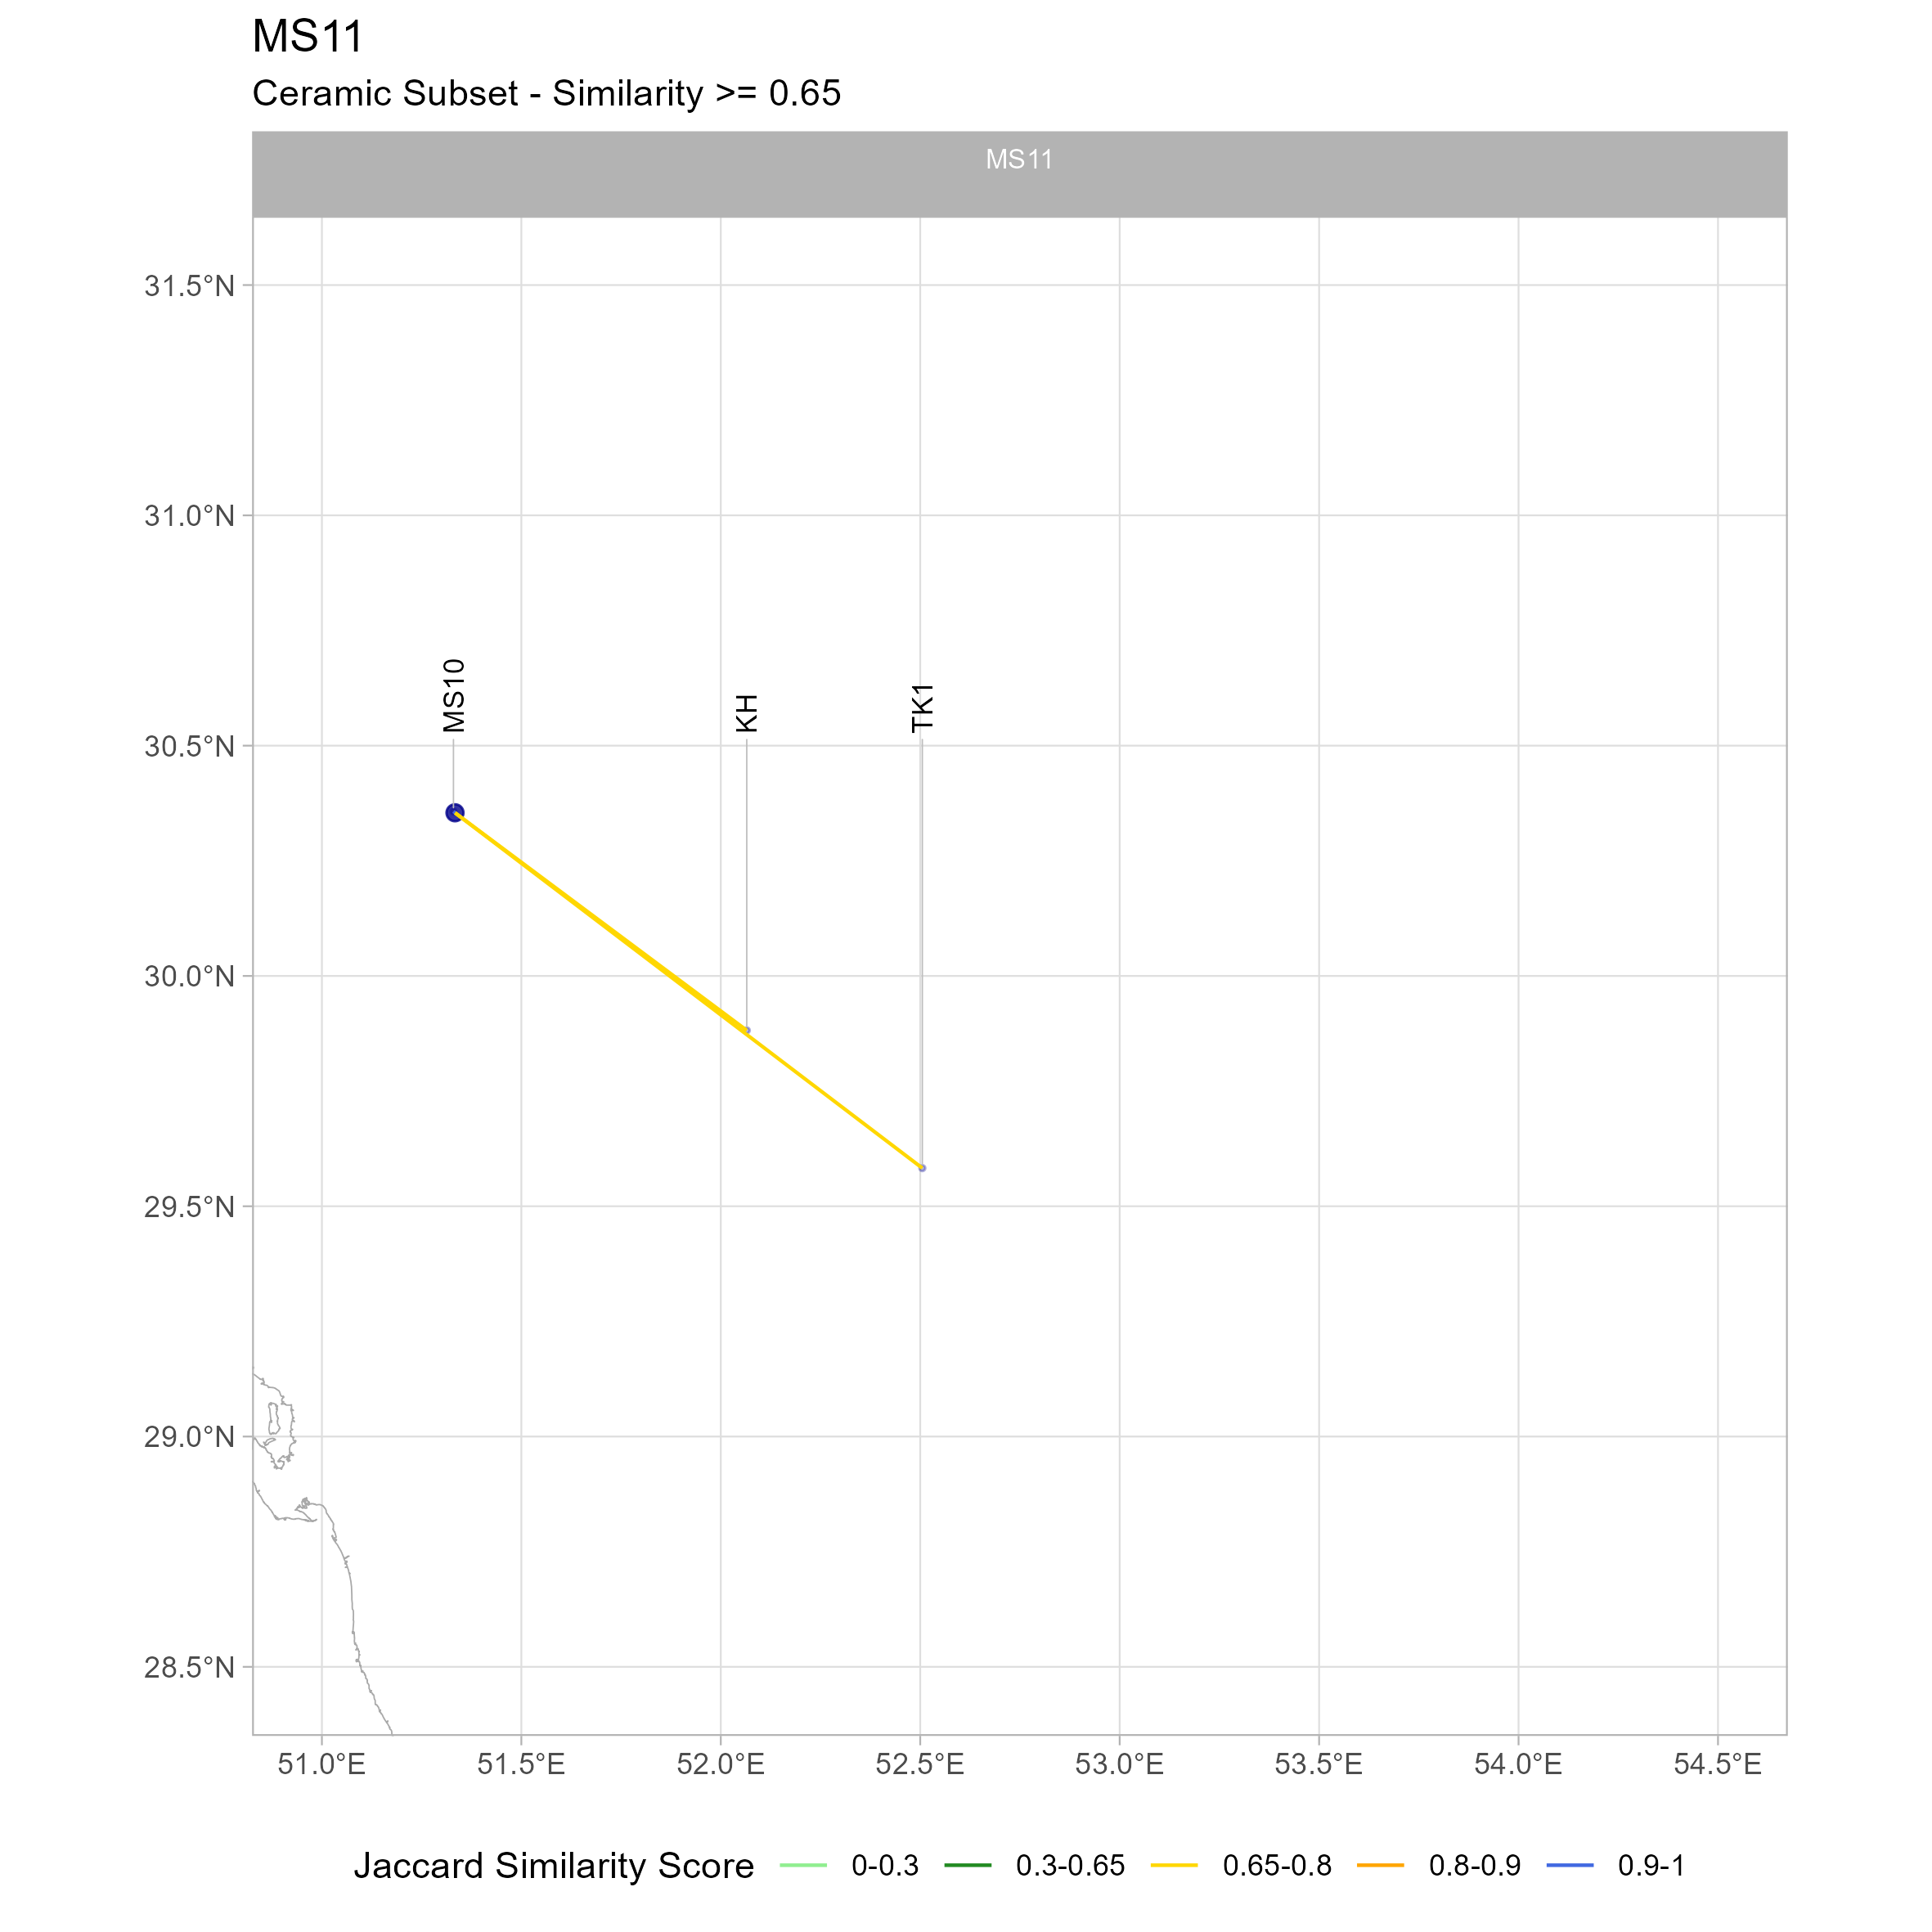 MS11
Ceramic Subset - Similarity >= 0.65
MS11
31.5°N
31.0°N
30.5°N
30.0°N
29.5°N
29.0°N
28.5°N
MS10
KH
TK1
51.0°E 51.5°E 52.0°E 52.5°E 53.0°E 53.5°E 54.0°E 54.5°E
Jaccard Similarity Score 0-0.3 0.3-0.65 0.65-0.8 0.8-0.9 0.9-1